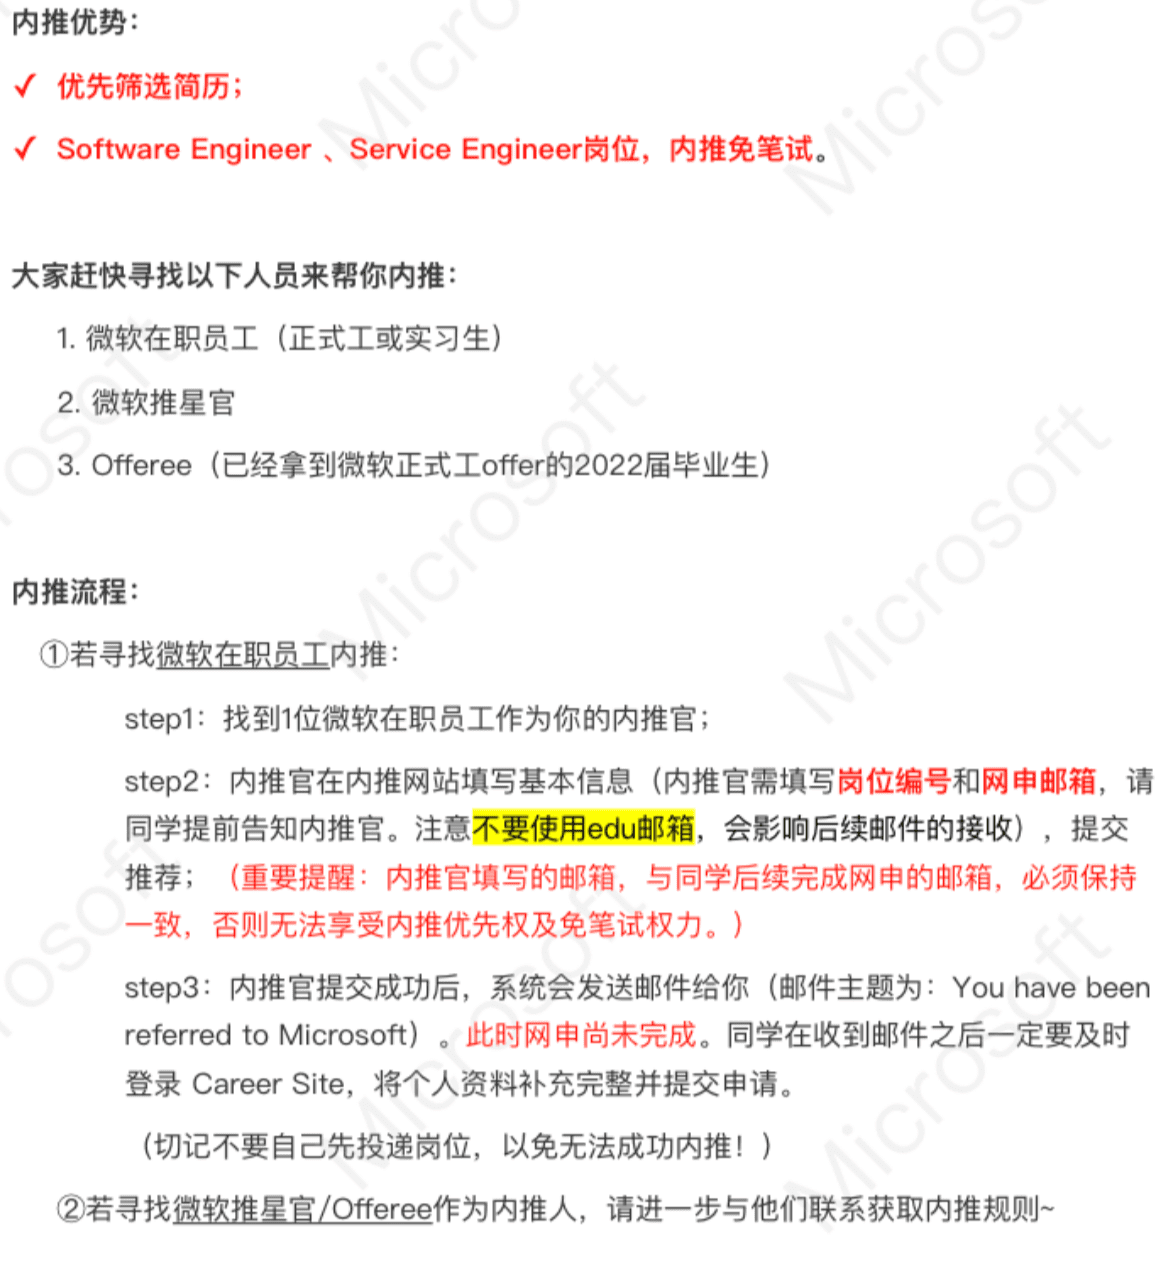 内推优势：
✓ 优先筛选简历；
✓ Software Engineer 、Service Engineer岗位，内推免笔试。
大家赶快寻找以下人员来帮你内推：
1. 微软在职员工（正式工或实习生）
2. 微软推星官
3. Offeree（已经拿到微软正式工offer的2022届毕业生）
内推流程：
①若寻找微软在职员工内推：
step1：找到1位微软在职员工作为你的内推官；
step2：内推官在内推网站填写基本信息（内推官需填写岗位编号和网申邮箱，请
同学提前告知内推官。注意不要使用edu邮箱，会影响后续邮件的接收），提交
推荐；（重要提醒：内推官填写的邮箱，与同学后续完成网申的邮箱，必须保持
一致，否则无法享受内推优先权及免笔试权力。）
step3：内推官提交成功后，系统会发送邮件给你（邮件主题为：You have been
referred to Microsoft）。此时网申尚未完成。同学在收到邮件之后一定要及时
登录 Career Site，将个人资料补充完整并提交申请。
（切记不要自己先投递岗位，以免无法成功内推！）
②若寻找微软推星官/Offeree作为内推人，请进一步与他们联系获取内推规则~
Microsoft
Microsoft
Microsoft
Microsoft
Microsoft
Microsoft
Microsoft
Microsoft